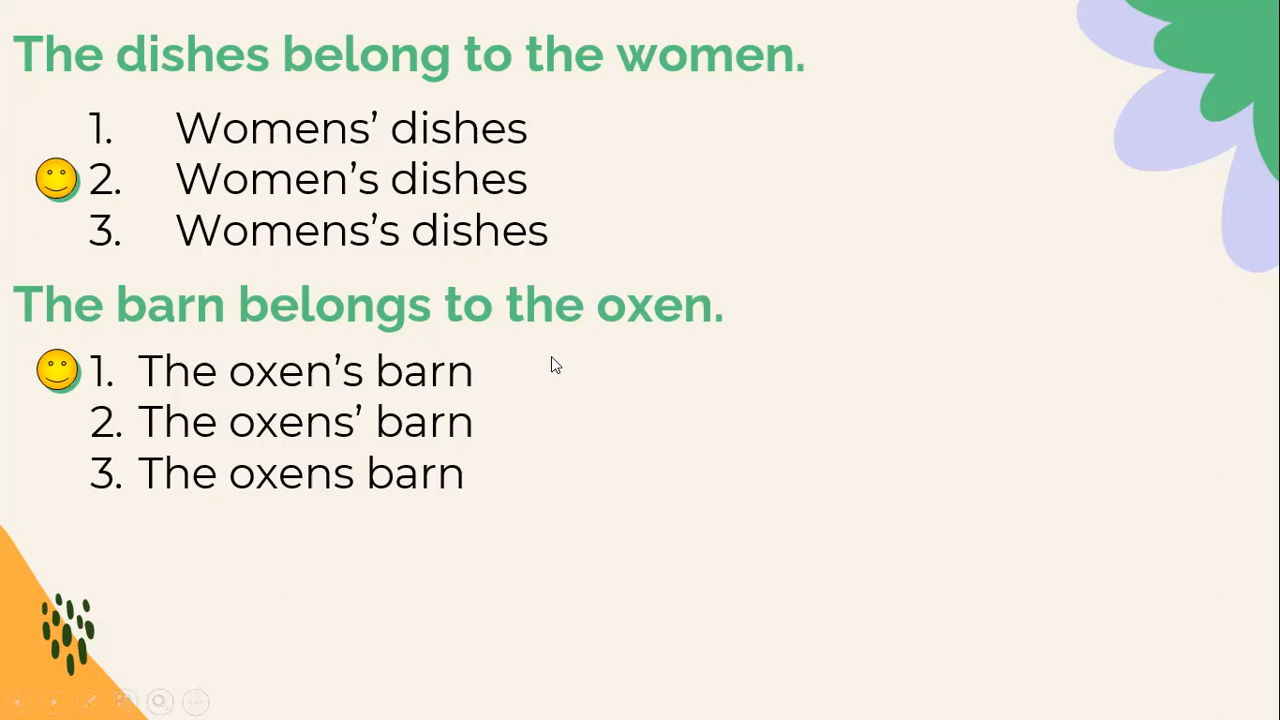 The dishes belong to the women.
1. Womens’ dishes
2. Women’s dishes
3. Womens’s dishes
The barn belongs to the oxen.
1. The oxen’s barn
2. The oxens’ barn
3. The oxens barn